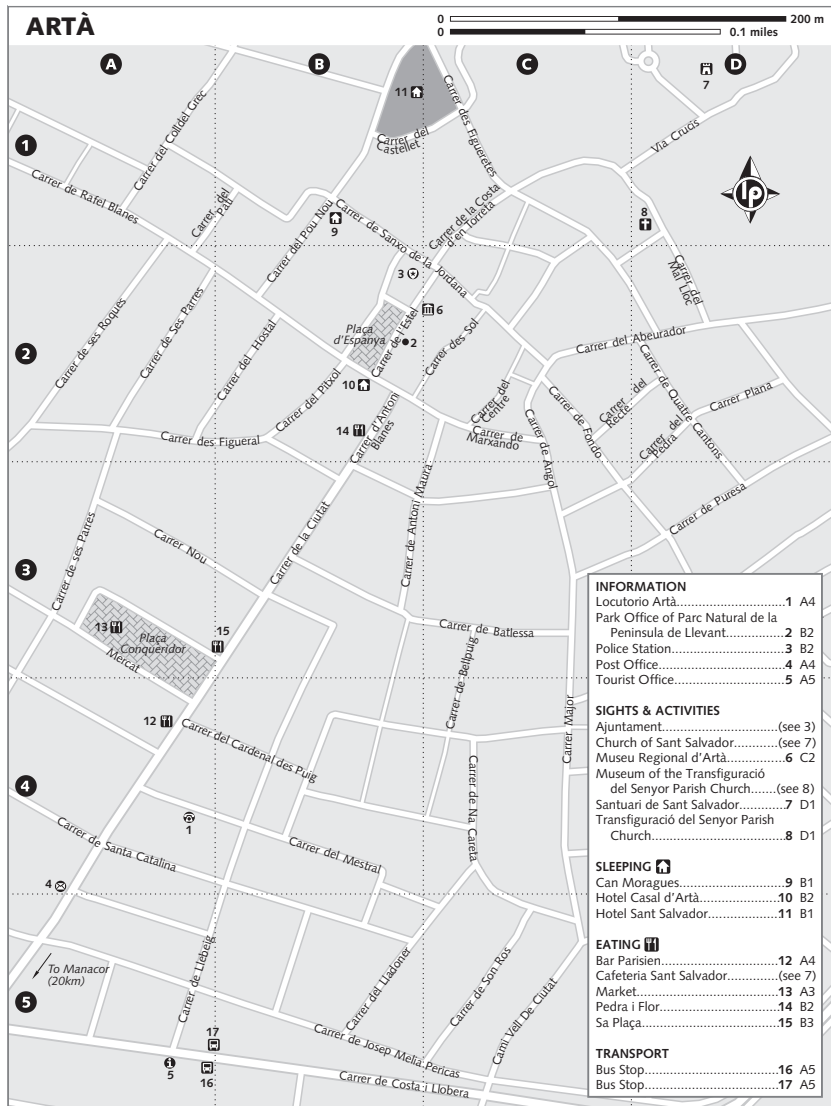 ARTÀ
0 200 m
0 0.1 miles
A
B
C
D
7
11
Carrer del
Castellet
Carrer des Figueretes
Via Crucis
1
Carrer del Colldel Grec
Carrer de Rafel Blanes
Carrer del
Pati
Carrer del Pou Nou
9
Carrer de Sanxo de la Jordana
Carrer de la Costa
d'en Torreta
lp
8
Carrer del
Mal Lloc
3
6
Plaça
d'Espanya
Carrer de l'Estel
2
Carrer des Sol
2
Carrer de ses Roques
Carrer de Ses Parres
Carrer del Hostal
Carrer del Pitxol
10
14
Carrer d'Antoni
Blanes
Carrer des Figueral
Carrer del
Centre
Carrer de
Marxando
Carrer de Angol
Carrer de Fondo
Carrer del Abeurador
Carrer del
Recte
Carrer de Quatre Cantons
Carrer del
Pedra
Carrer Plana
Carrer de Puresa
3
Carrer de ses Parres
Carrer Nou
Carrer de la Ciutat
Carrer de Antoni Maura
13
Plaça
Conqueridor
15
Mercat
Carrer de Batlessa
Carrer de Bellpuig
Carrer Major
12
Carrer del Cardenal des Puig
4
1
Carrer de Santa Catalina
Carrer del Mestral
Carrer de Na Careta
4
To Manacor
(20km)
5
Carrer de Llebeig
Carrer del Lladoner
Carrer de Son Ros
Cami Vell De Ciutat
17
5
16
Carrer de Josep Melia Pericas
Carrer de Costa i Llobera
INFORMATION
Locutorio Artà 1 A4
Park Office of Parc Natural de la
Peninsula de Llevant 2 B2
Police Station 3 B2
Post Office 4 A4
Tourist Office 5 A5
SIGHTS & ACTIVITIES
Ajuntament (see 3)
Church of Sant Salvador (see 7)
Museu Regional d'Artà 6 C2
Museum of the Transfiguració
del Senyor Parish Church (see 8)
Santuari de Sant Salvador 7 D1
Transfiguració del Senyor Parish
Church 8 D1
SLEEPING
Can Moragues 9 B1
Hotel Casal d'Artà 10 B2
Hotel Sant Salvador 11 B1
EATING
Bar Parisien 12 A4
Cafeteria Sant Salvador (see 7)
Market 13 A3
Pedra i Flor 14 B2
Sa Plaça 15 B3
TRANSPORT
Bus Stop 16 A5
Bus Stop 17 A5